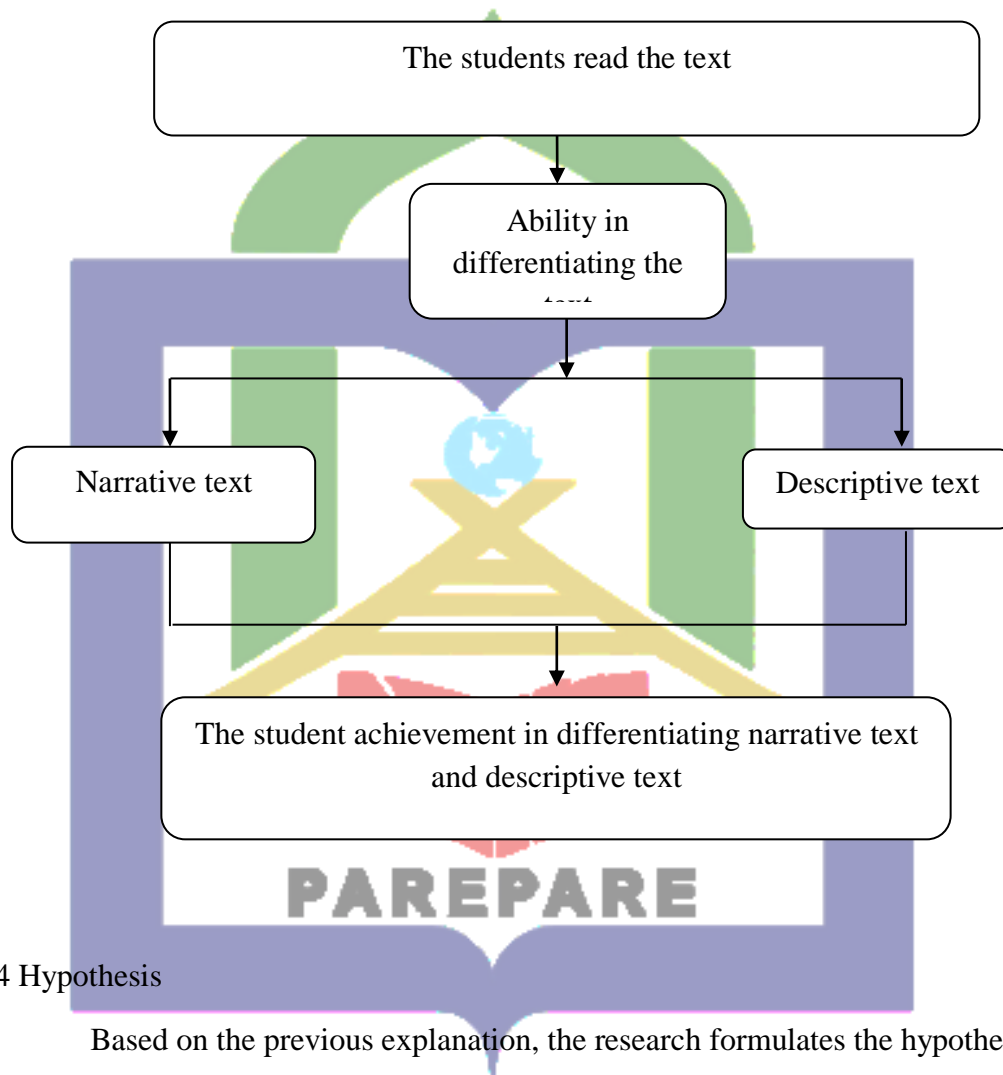 The students read the text
Ability in
differentiating the
Narrative text
Descriptive text
The student achievement in differentiating narrative text
and descriptive text
PAREPARE
4 Hypothesis
Based on the previous explanation, the research formulates the hypothe